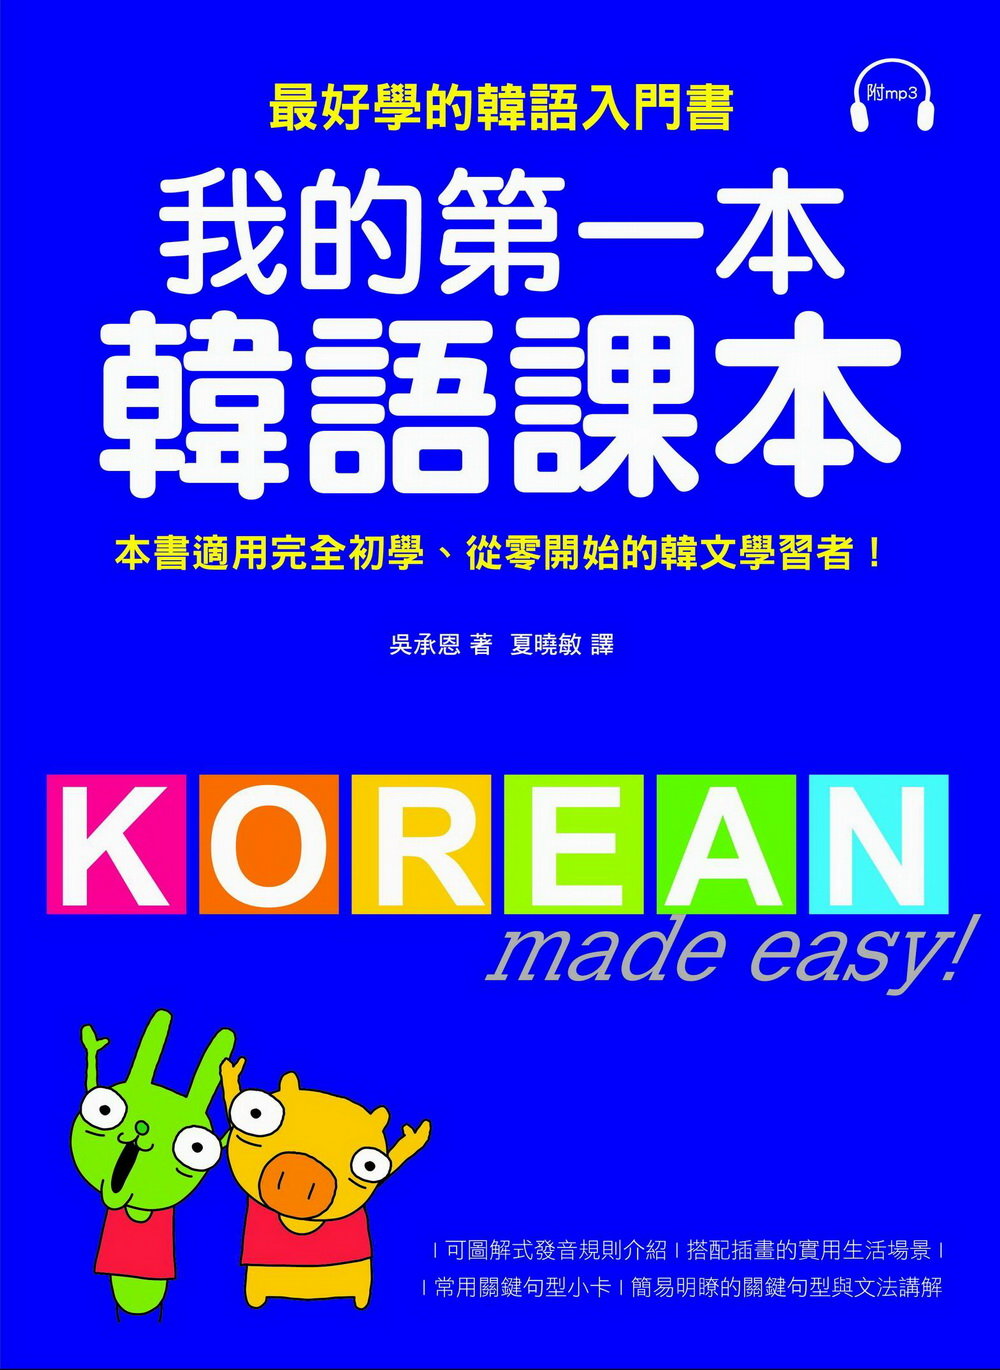 最好學的韓語入門書
附mp3
我的第一本
韓語課本
本書適用完全初學、從零開始的韓文學習者！
吳承恩 著 夏曉敏 譯
KOREAN
made easy!
| 可圖解式發音規則介紹 | 搭配插畫的實用生活場景 |
| 常用關鍵句型小卡 | 簡易明瞭的關鍵句型與文法講解